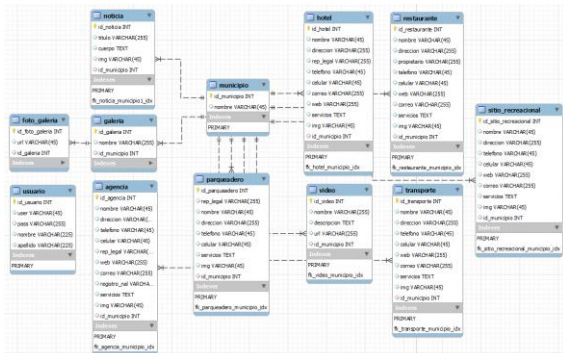 noticia
id_noticia INT
titulo VARCHAR(255)
cuerpo TEXT
img VARCHAR(45)
id_municipio INT
Indexes
PRIMARY
fk_noticia_municipio1_idx
foto_galeria
id_foto_galeria INT
url VARCHAR(45)
id_galeria INT
Indexes
galeria
id_galeria INT
nombre VARCHAR(255)
id_municipio INT
Indexes
municipio
id_municipio INT
nombre VARCHAR(255)
Indexes
PRIMARY
hotel
id_hotel INT
nombre VARCHAR(45)
direccion VARCHAR(255)
rep_legal VARCHAR(45)
telefono VARCHAR(45)
celular VARCHAR(45)
correo VARCHAR(255)
web VARCHAR(255)
servicios TEXT
img VARCHAR(45)
id_municipio INT
Indexes
PRIMARY
fk_hotel_municipio_idx
restaurante
id_restaurante INT
nombre VARCHAR(45)
direccion VARCHAR(255)
propietario VARCHAR(45)
telefono VARCHAR(45)
celular VARCHAR(45)
web VARCHAR(255)
correo VARCHAR(255)
servicios TEXT
img VARCHAR(45)
id_municipio INT
Indexes
PRIMARY
fk_restaurante_municipio_idx
sitio_recreacional
id_sitio_recreacional INT
nombre VARCHAR(45)
direccion VARCHAR(255)
telefono VARCHAR(45)
celular VARCHAR(45)
web VARCHAR(45)
correo VARCHAR(255)
servicios TEXT
img VARCHAR(45)
id_municipio INT
Indexes
PRIMARY
fk_sitio_recreacional_municipio_idx
usuario
id_usuario INT
user VARCHAR(45)
pass VARCHAR(255)
nombre VARCHAR(225)
apellido VARCHAR(225)
Indexes
PRIMARY
agencia
id_agencia INT
nombre VARCHAR(45)
direccion VARCHAR(...
telefono VARCHAR(45)
celular VARCHAR(45)
rep_legal VARCHAR(...
web VARCHAR(255)
correo VARCHAR(255)
registro_nal VARCHA...
servicios TEXT
img VARCHAR(45)
id_municipio INT
Indexes
PRIMARY
fk_agencia_municipio_idx
parqueadero
id_parqueadero INT
rep_legal VARCHAR(255)
nombre VARCHAR(45)
direccion VARCHAR(255)
telefono VARCHAR(45)
celular VARCHAR(45)
servicios TEXT
img VARCHAR(45)
id_municipio INT
Indexes
PRIMARY
fk_parqueadero_municipio_idx
video
id_video INT
nombre VARCHAR(255)
descripcion TEXT
url VARCHAR(255)
id_municipio INT
Indexes
PRIMARY
fk_video_municipio_idx
transporte
id_transporte INT
nombre VARCHAR(45)
direccion VARCHAR(255)
telefono VARCHAR(45)
web VARCHAR(255)
correo VARCHAR(255)
servicios TEXT
img VARCHAR(45)
celular VARCHAR(45)
id_municipio INT
Indexes
PRIMARY
fk_transporte_municipio_idx